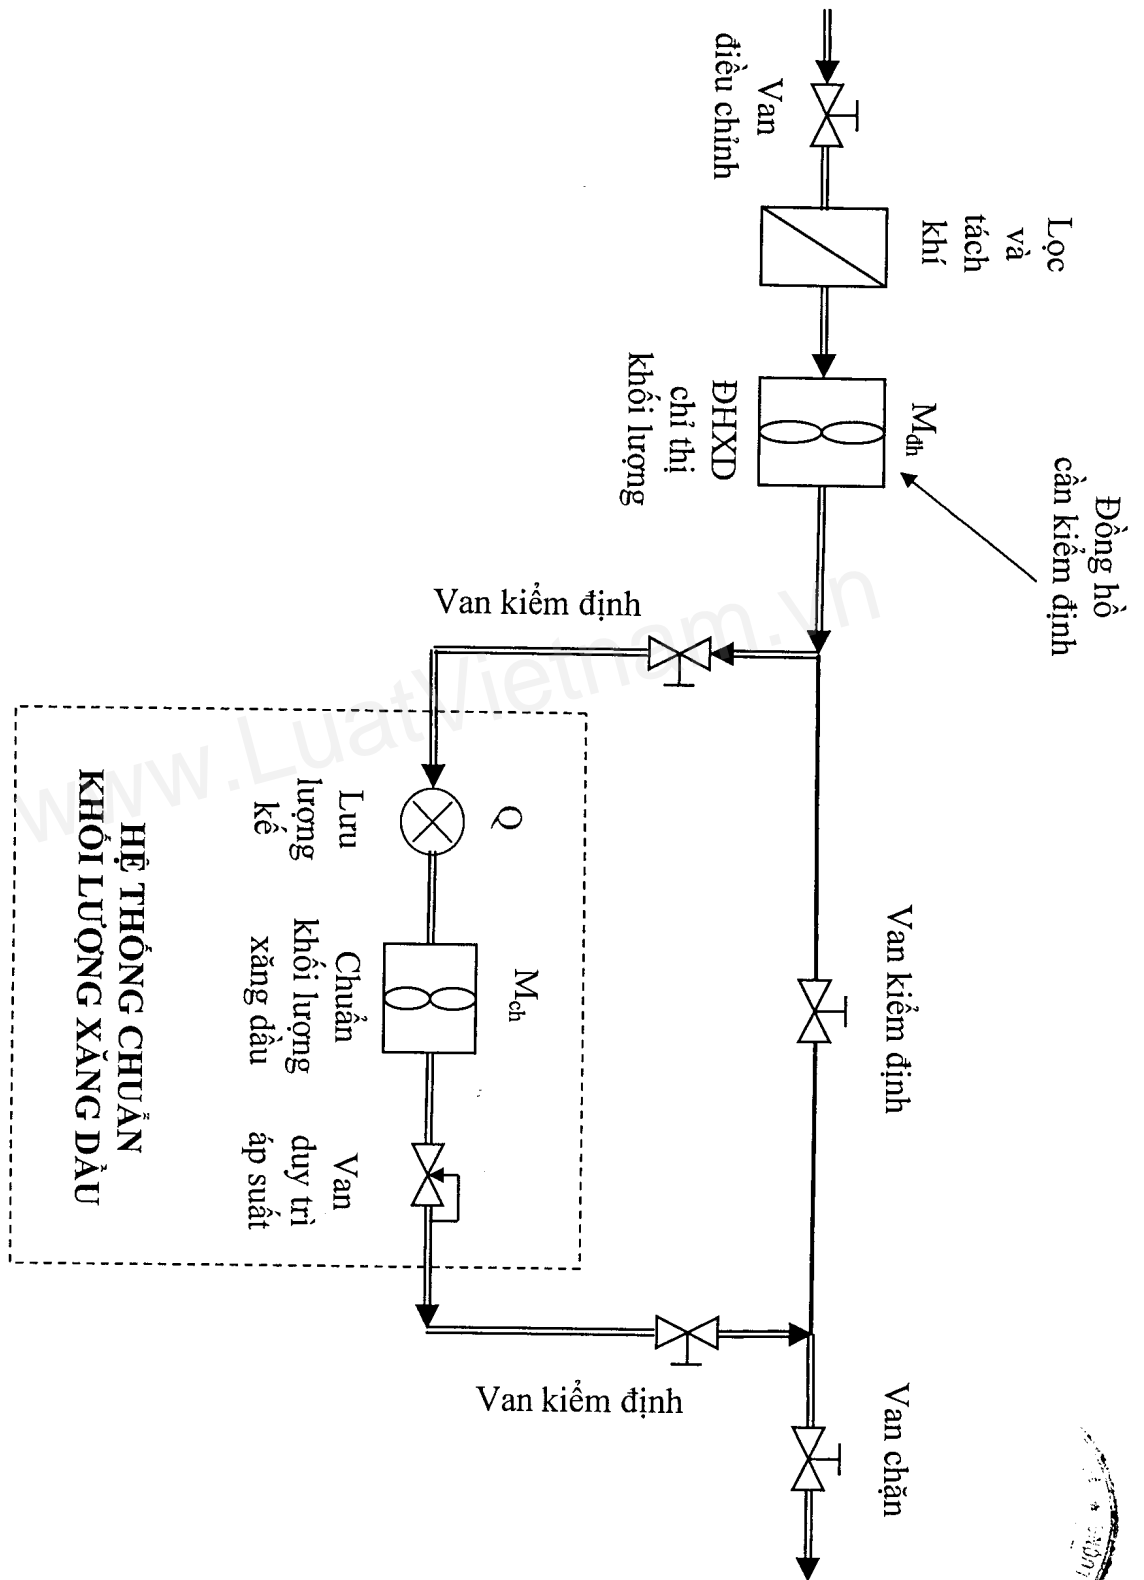 Van
điều chỉnh
Lọc
và
tách
khí
M_đh
ĐHXD
chỉ thị
khối lượng
Đồng hồ
cần kiểm định
Van kiểm định
Van kiểm định
Van chặn
Van kiểm định
Q
Lưu
lượng
kế
M_ch
Chuẩn
khối lượng
xăng dầu
Van
duy trì
áp suất
HỆ THỐNG CHUẨN
KHỐI LƯỢNG XĂNG DẦU
www.LuatVietnam.vn